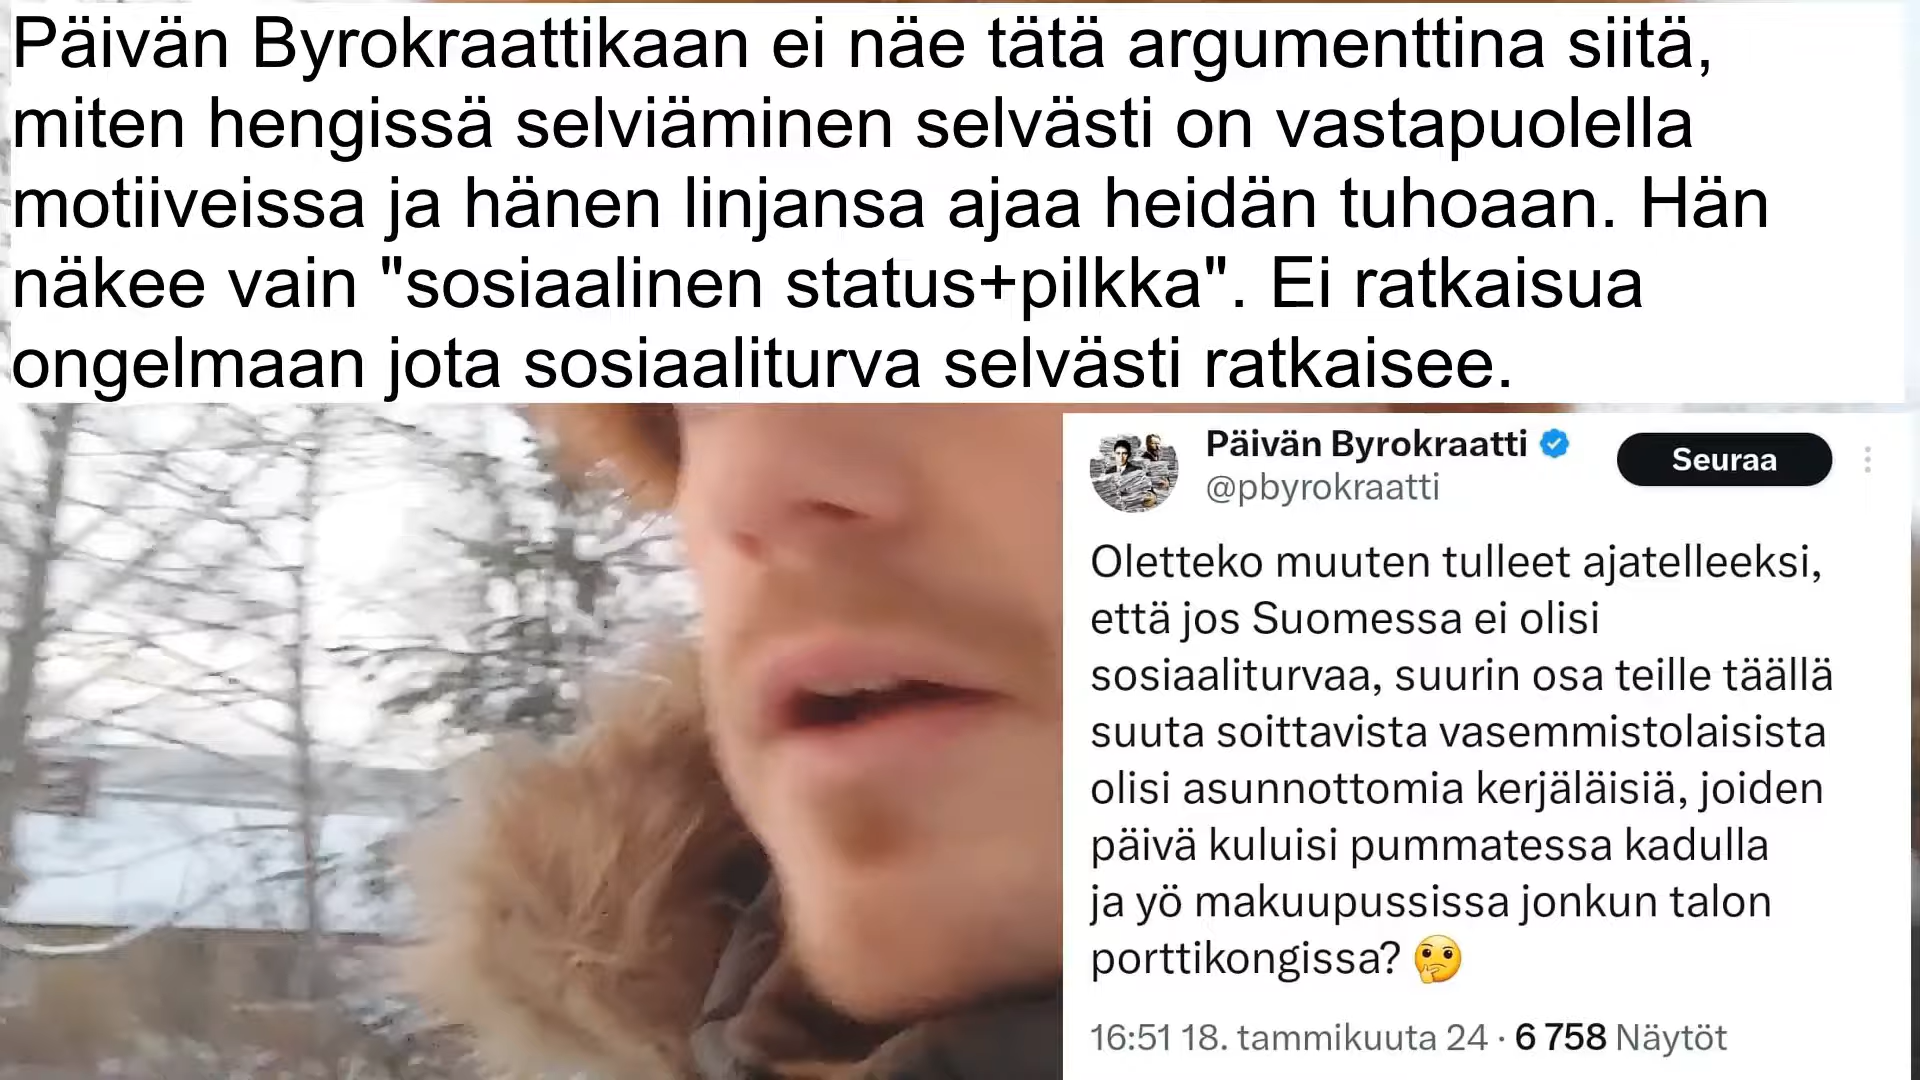 Päivän Byrokraattikaan ei näe tätä argumenttina siitä,
miten hengissä selviäminen selvästi on vastapuolella
motiiveissa ja hänen linjansa ajaa heidän tuhoaan. Hän
näkee vain "sosiaalinen status+pilkka". Ei ratkaisua
ongelmaan jota sosiaaliturva selvästi ratkaisee.
Päivän Byrokraatti
@pbyrokraatti
Seuraa
Oletteko muuten tulleet ajatelleeksi,
että jos Suomessa ei olisi
sosiaaliturvaa, suurin osa teille täällä
suuta soittavista vasemmistolaisista
olisi asunnottomia kerjäläisiä, joiden
päivä kuluisi pummatessa kadulla
ja yö makuupussissa jonkun talon
porttikongissa? 🤔
16:51 18. tammikuuta 24 · 6 758 Näytöt